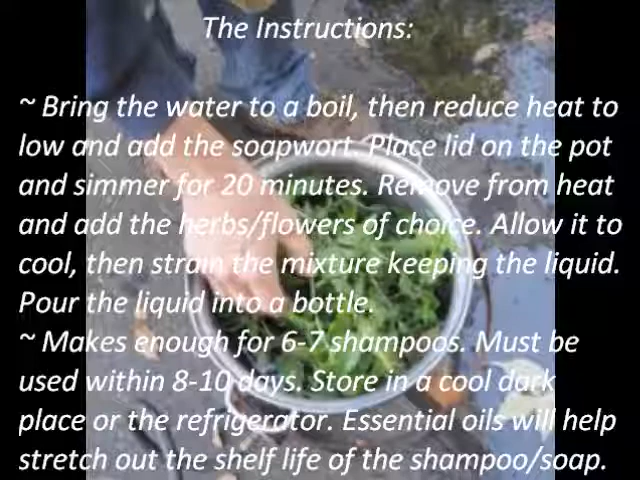 The Instructions:
~ Bring the water to a boil, then reduce heat to
low and add the soapwort. Place lid on the pot
and simmer for 20 minutes. Remove from heat
and add the herbs/flowers of choice. Allow it to
cool, then strain the mixture keeping the liquid.
Pour the liquid into a bottle.
~ Makes enough for 6-7 shampoos. Must be
used within 8-10 days. Store in a cool dark
place or the refrigerator. Essential oils will help
stretch out the shelf life of the shampoo/soap.